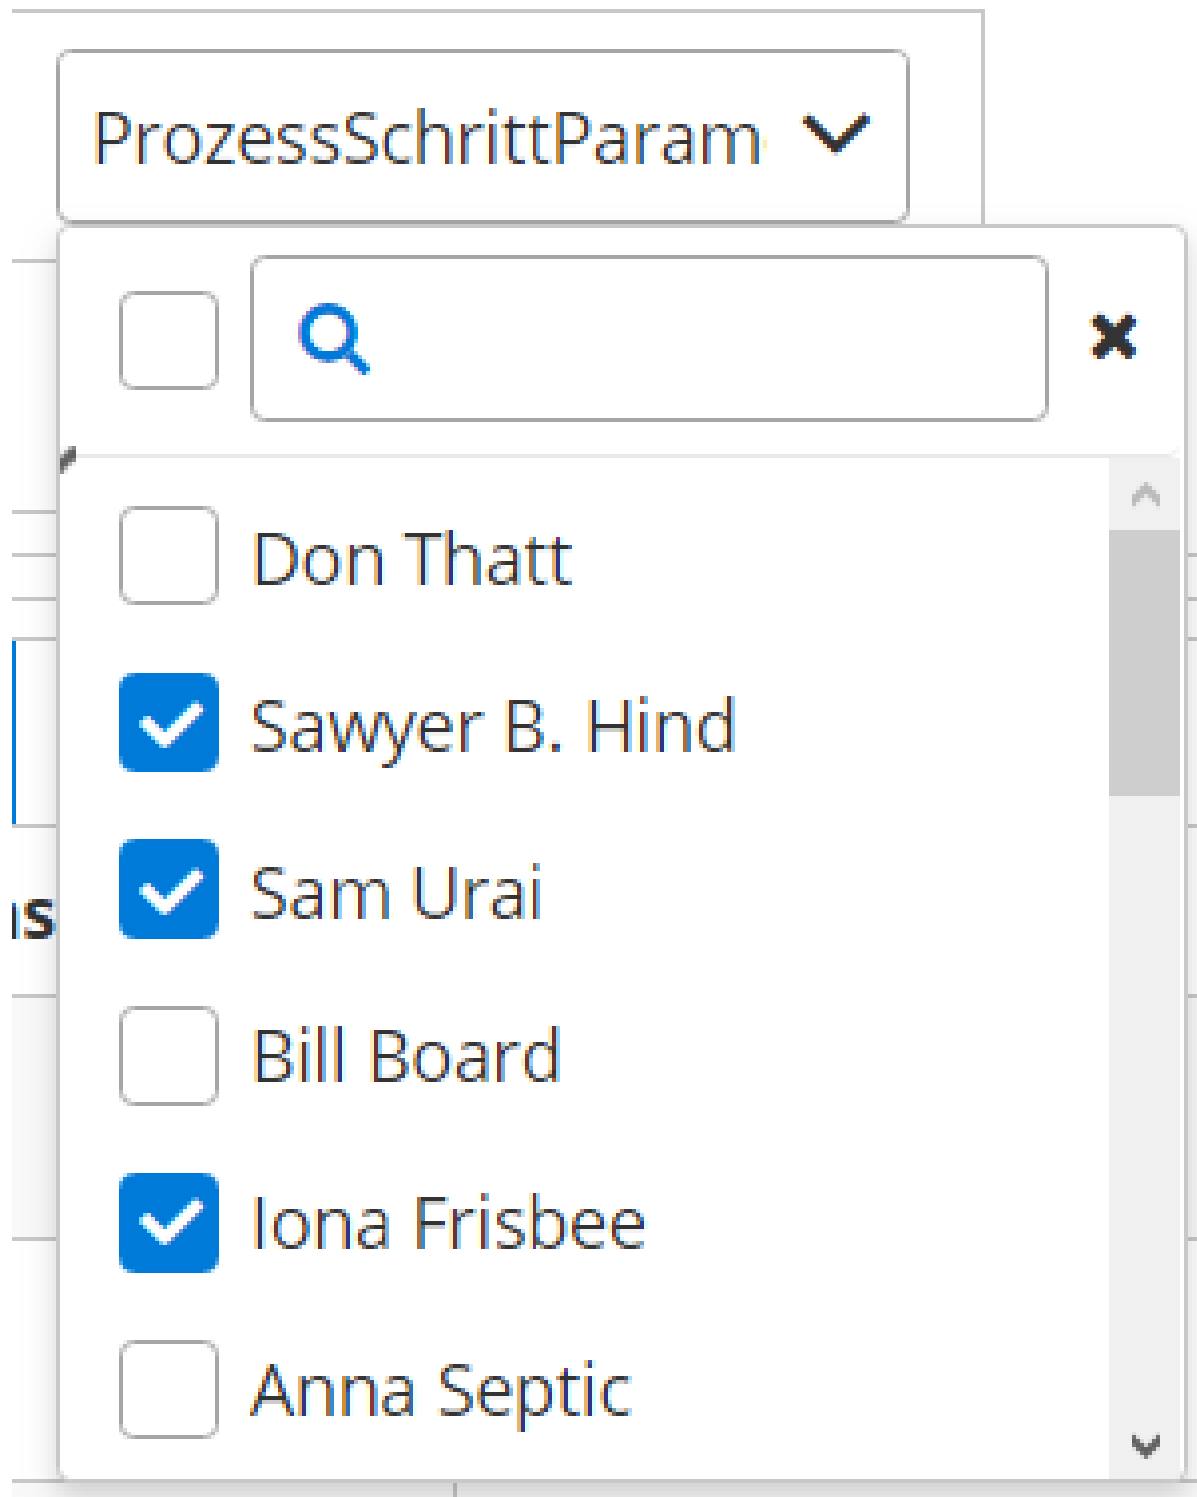 ProzessSchrittParam
Don Thatt
Sawyer B. Hind
Sam Urai
Bill Board
Iona Frisbee
Anna Septic